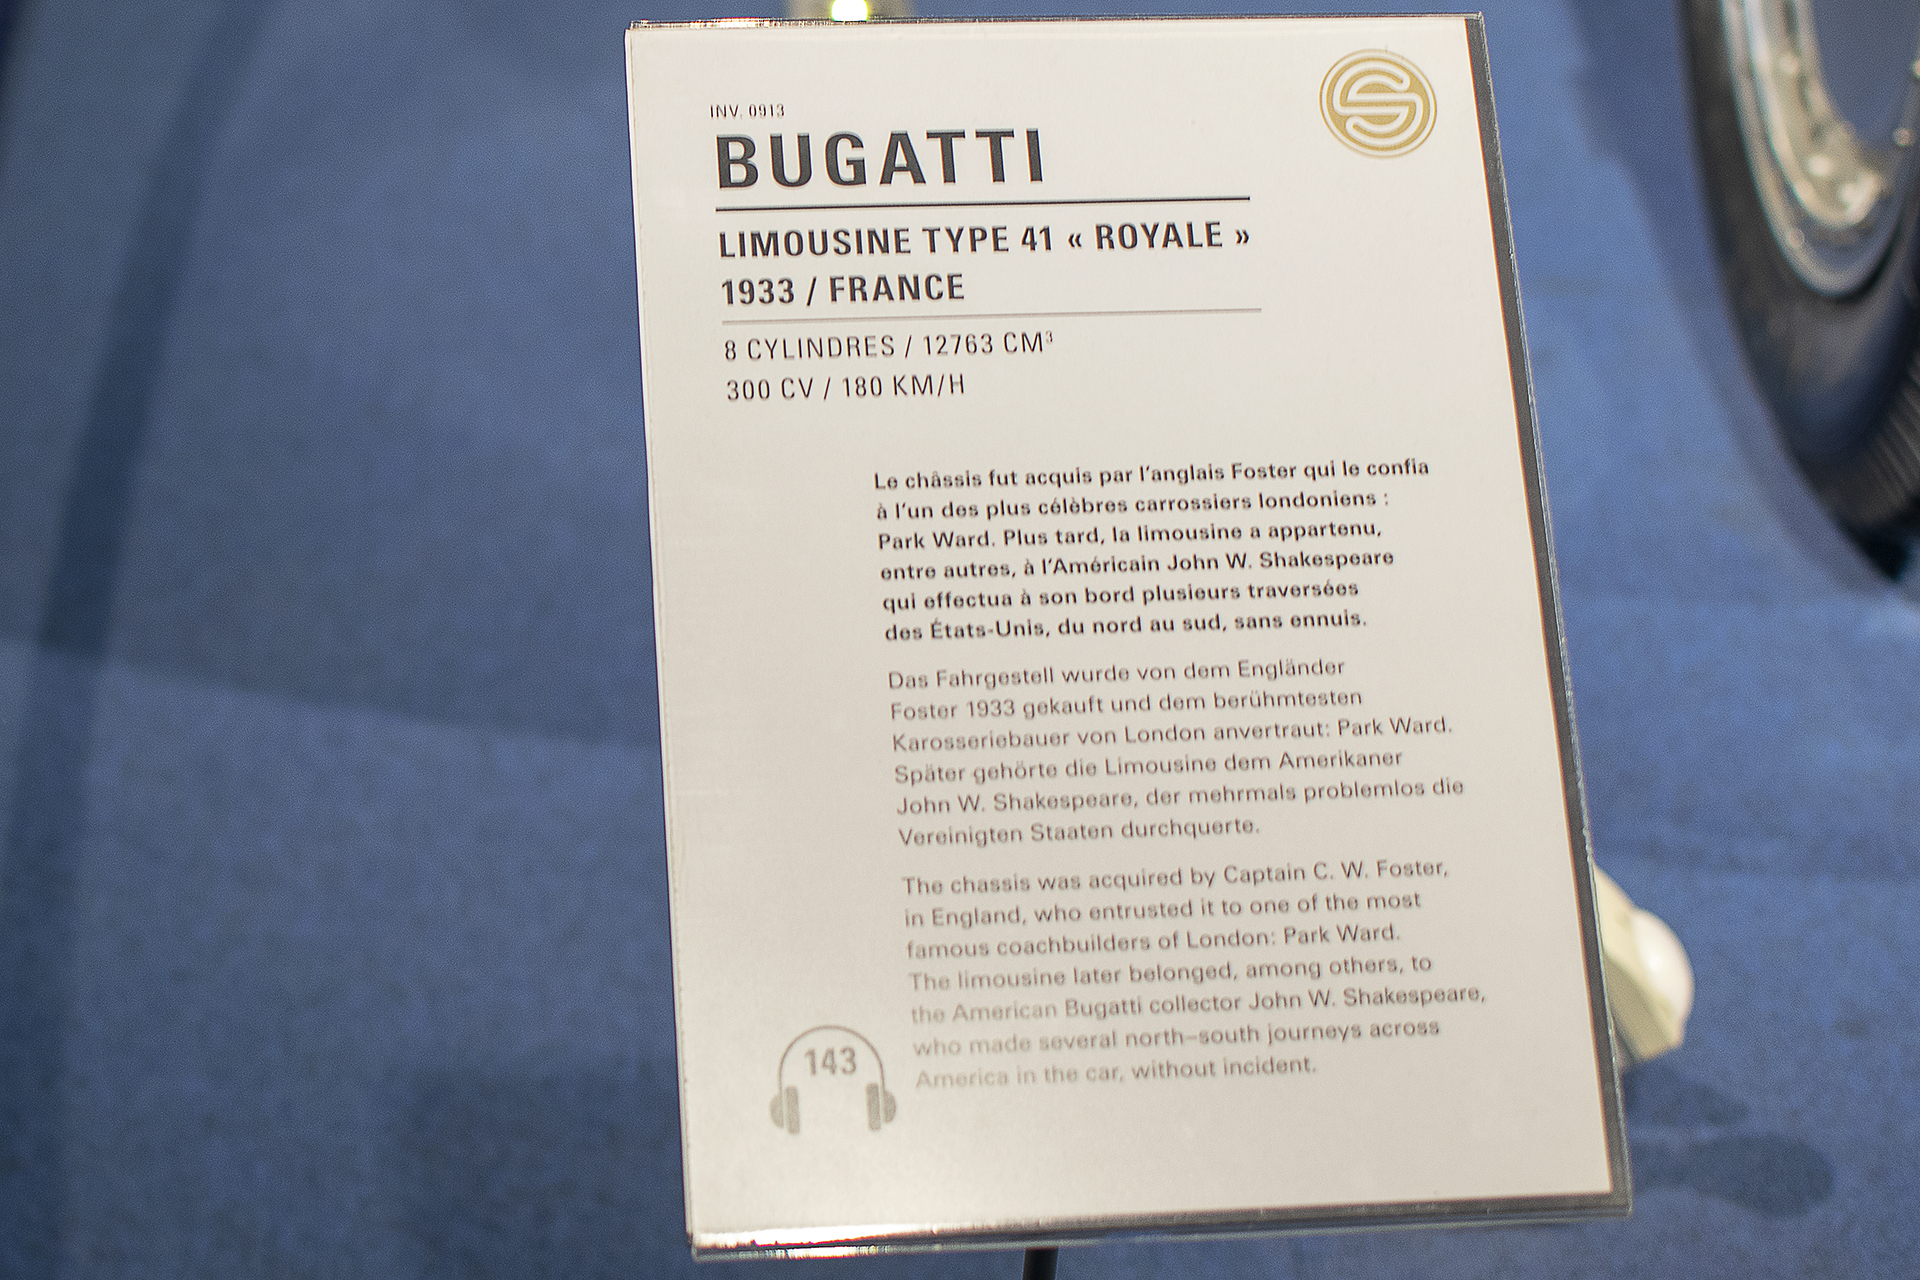 INV. 0913
BUGATTI
LIMOUSINE TYPE 41 « ROYALE »
1933 / FRANCE
8 CYLINDRES / 12763 CM³
300 CV / 180 KM/H
Le châssis fut acquis par l'anglais Foster qui le confia
à l'un des plus célèbres carrossiers londoniens :
Park Ward. Plus tard, la limousine a appartenu,
entre autres, à l'Américain John W. Shakespeare
qui effectua à son bord plusieurs traversées
des États-Unis, du nord au sud, sans ennuis.
Das Fahrgestell wurde von dem Engländer
Foster 1933 gekauft und dem berühmtesten
Karosseriebauer von London anvertraut: Park Ward.
Später gehörte die Limousine dem Amerikaner
John W. Shakespeare, der mehrmals problemlos die
Vereinigten Staaten durchquerte.
The chassis was acquired by Captain C. W. Foster,
in England, who entrusted it to one of the most
famous coachbuilders of London: Park Ward.
The limousine later belonged, among others, to
the American Bugatti collector John W. Shakespeare,
who made several north–south journeys across
America in the car, without incident.
143